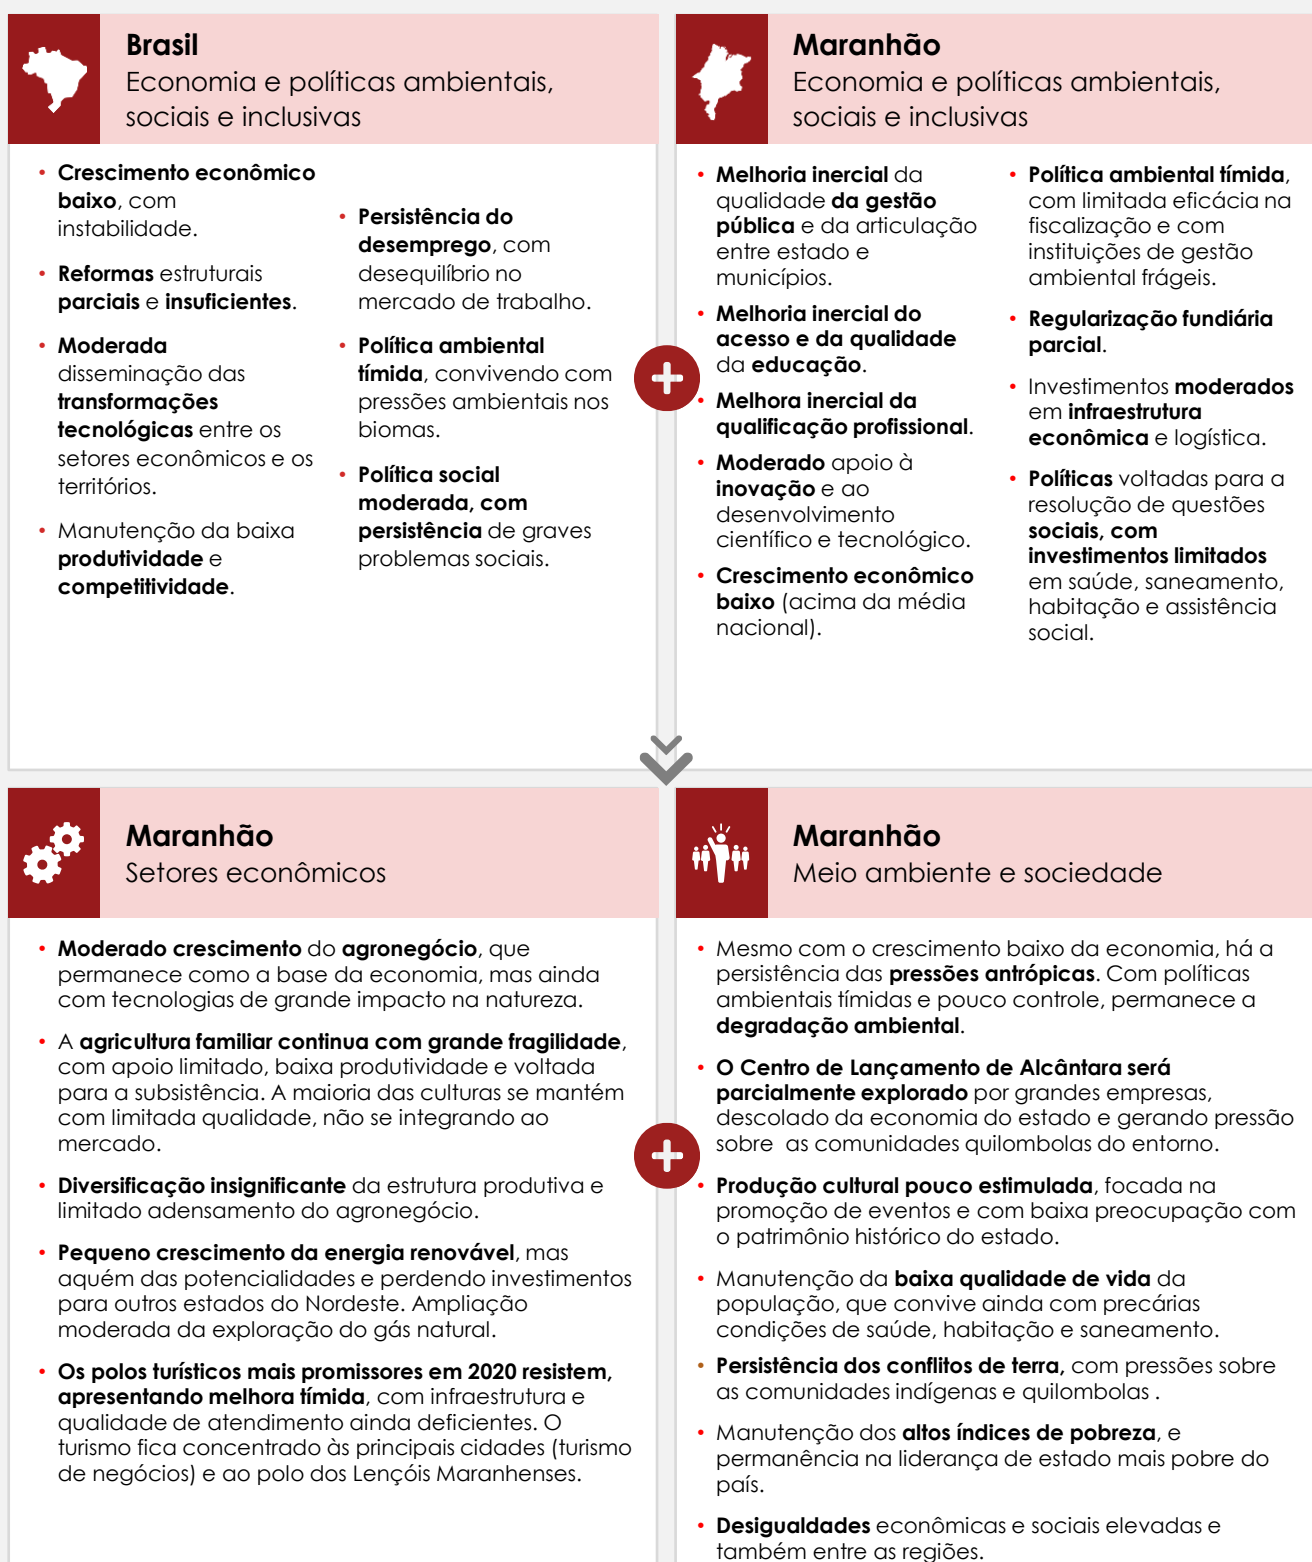 Brasil
Economia e políticas ambientais,
sociais e inclusivas
• Crescimento econômico
baixo, com
instabilidade.
• Reformas estruturais
parciais e insuficientes.
• Moderada
disseminação das
transformações
tecnológicas entre os
setores econômicos e os
territórios.
• Manutenção da baixa
produtividade e
competitividade.
• Persistência do
desemprego, com
desequilíbrio no
mercado de trabalho.
• Política ambiental
tímida, convivendo com
pressões ambientais nos
biomas.
• Política social
moderada, com
persistência de graves
problemas sociais.
Maranhão
Economia e políticas ambientais,
sociais e inclusivas
• Melhoria inercial da
qualidade da gestão
pública e da articulação
entre estado e
municípios.
• Melhoria inercial do
acesso e da qualidade
da educação.
• Melhora inercial da
qualificação profissional.
• Moderado apoio à
inovação e ao
desenvolvimento
científico e tecnológico.
• Crescimento econômico
baixo (acima da média
nacional).
• Política ambiental tímida,
com limitada eficácia na
fiscalização e com
instituições de gestão
ambiental frágeis.
• Regularização fundiária
parcial.
• Investimentos moderados
em infraestrutura
econômica e logística.
• Políticas voltadas para a
resolução de questões
sociais, com
investimentos limitados
em saúde, saneamento,
habitação e assistência
social.
Maranhão
Setores econômicos
• Moderado crescimento do agronegócio, que
permanece como a base da economia, mas ainda
com tecnologias de grande impacto na natureza.
• A agricultura familiar continua com grande fragilidade,
com apoio limitado, baixa produtividade e voltada
para a subsistência. A maioria das culturas se mantém
com limitada qualidade, não se integrando ao
mercado.
• Diversificação insignificante da estrutura produtiva e
limitado adensamento do agronegócio.
• Pequeno crescimento da energia renovável, mas
aquém das potencialidades e perdendo investimentos
para outros estados do Nordeste. Ampliação
moderada da exploração do gás natural.
• Os polos turísticos mais promissores em 2020 resistem,
apresentando melhora tímida, com infraestrutura e
qualidade de atendimento ainda deficientes. O
turismo fica concentrado às principais cidades (turismo
de negócios) e ao polo dos Lençóis Maranhenses.
Maranhão
Meio ambiente e sociedade
• Mesmo com o crescimento baixo da economia, há a
persistência das pressões antrópicas. Com políticas
ambientais tímidas e pouco controle, permanece a
degradação ambiental.
• O Centro de Lançamento de Alcântara será
parcialmente explorado por grandes empresas,
descolado da economia do estado e gerando pressão
sobre  as comunidades quilombolas do entorno.
• Produção cultural pouco estimulada, focada na
promoção de eventos e com baixa preocupação com
o patrimônio histórico do estado.
• Manutenção da baixa qualidade de vida da
população, que convive ainda com precárias
condições de saúde, habitação e saneamento.
• Persistência dos conflitos de terra, com pressões sobre
as comunidades indígenas e quilombolas .
• Manutenção dos altos índices de pobreza, e
permanência na liderança de estado mais pobre do
país.
• Desigualdades econômicas e sociais elevadas e
também entre as regiões.